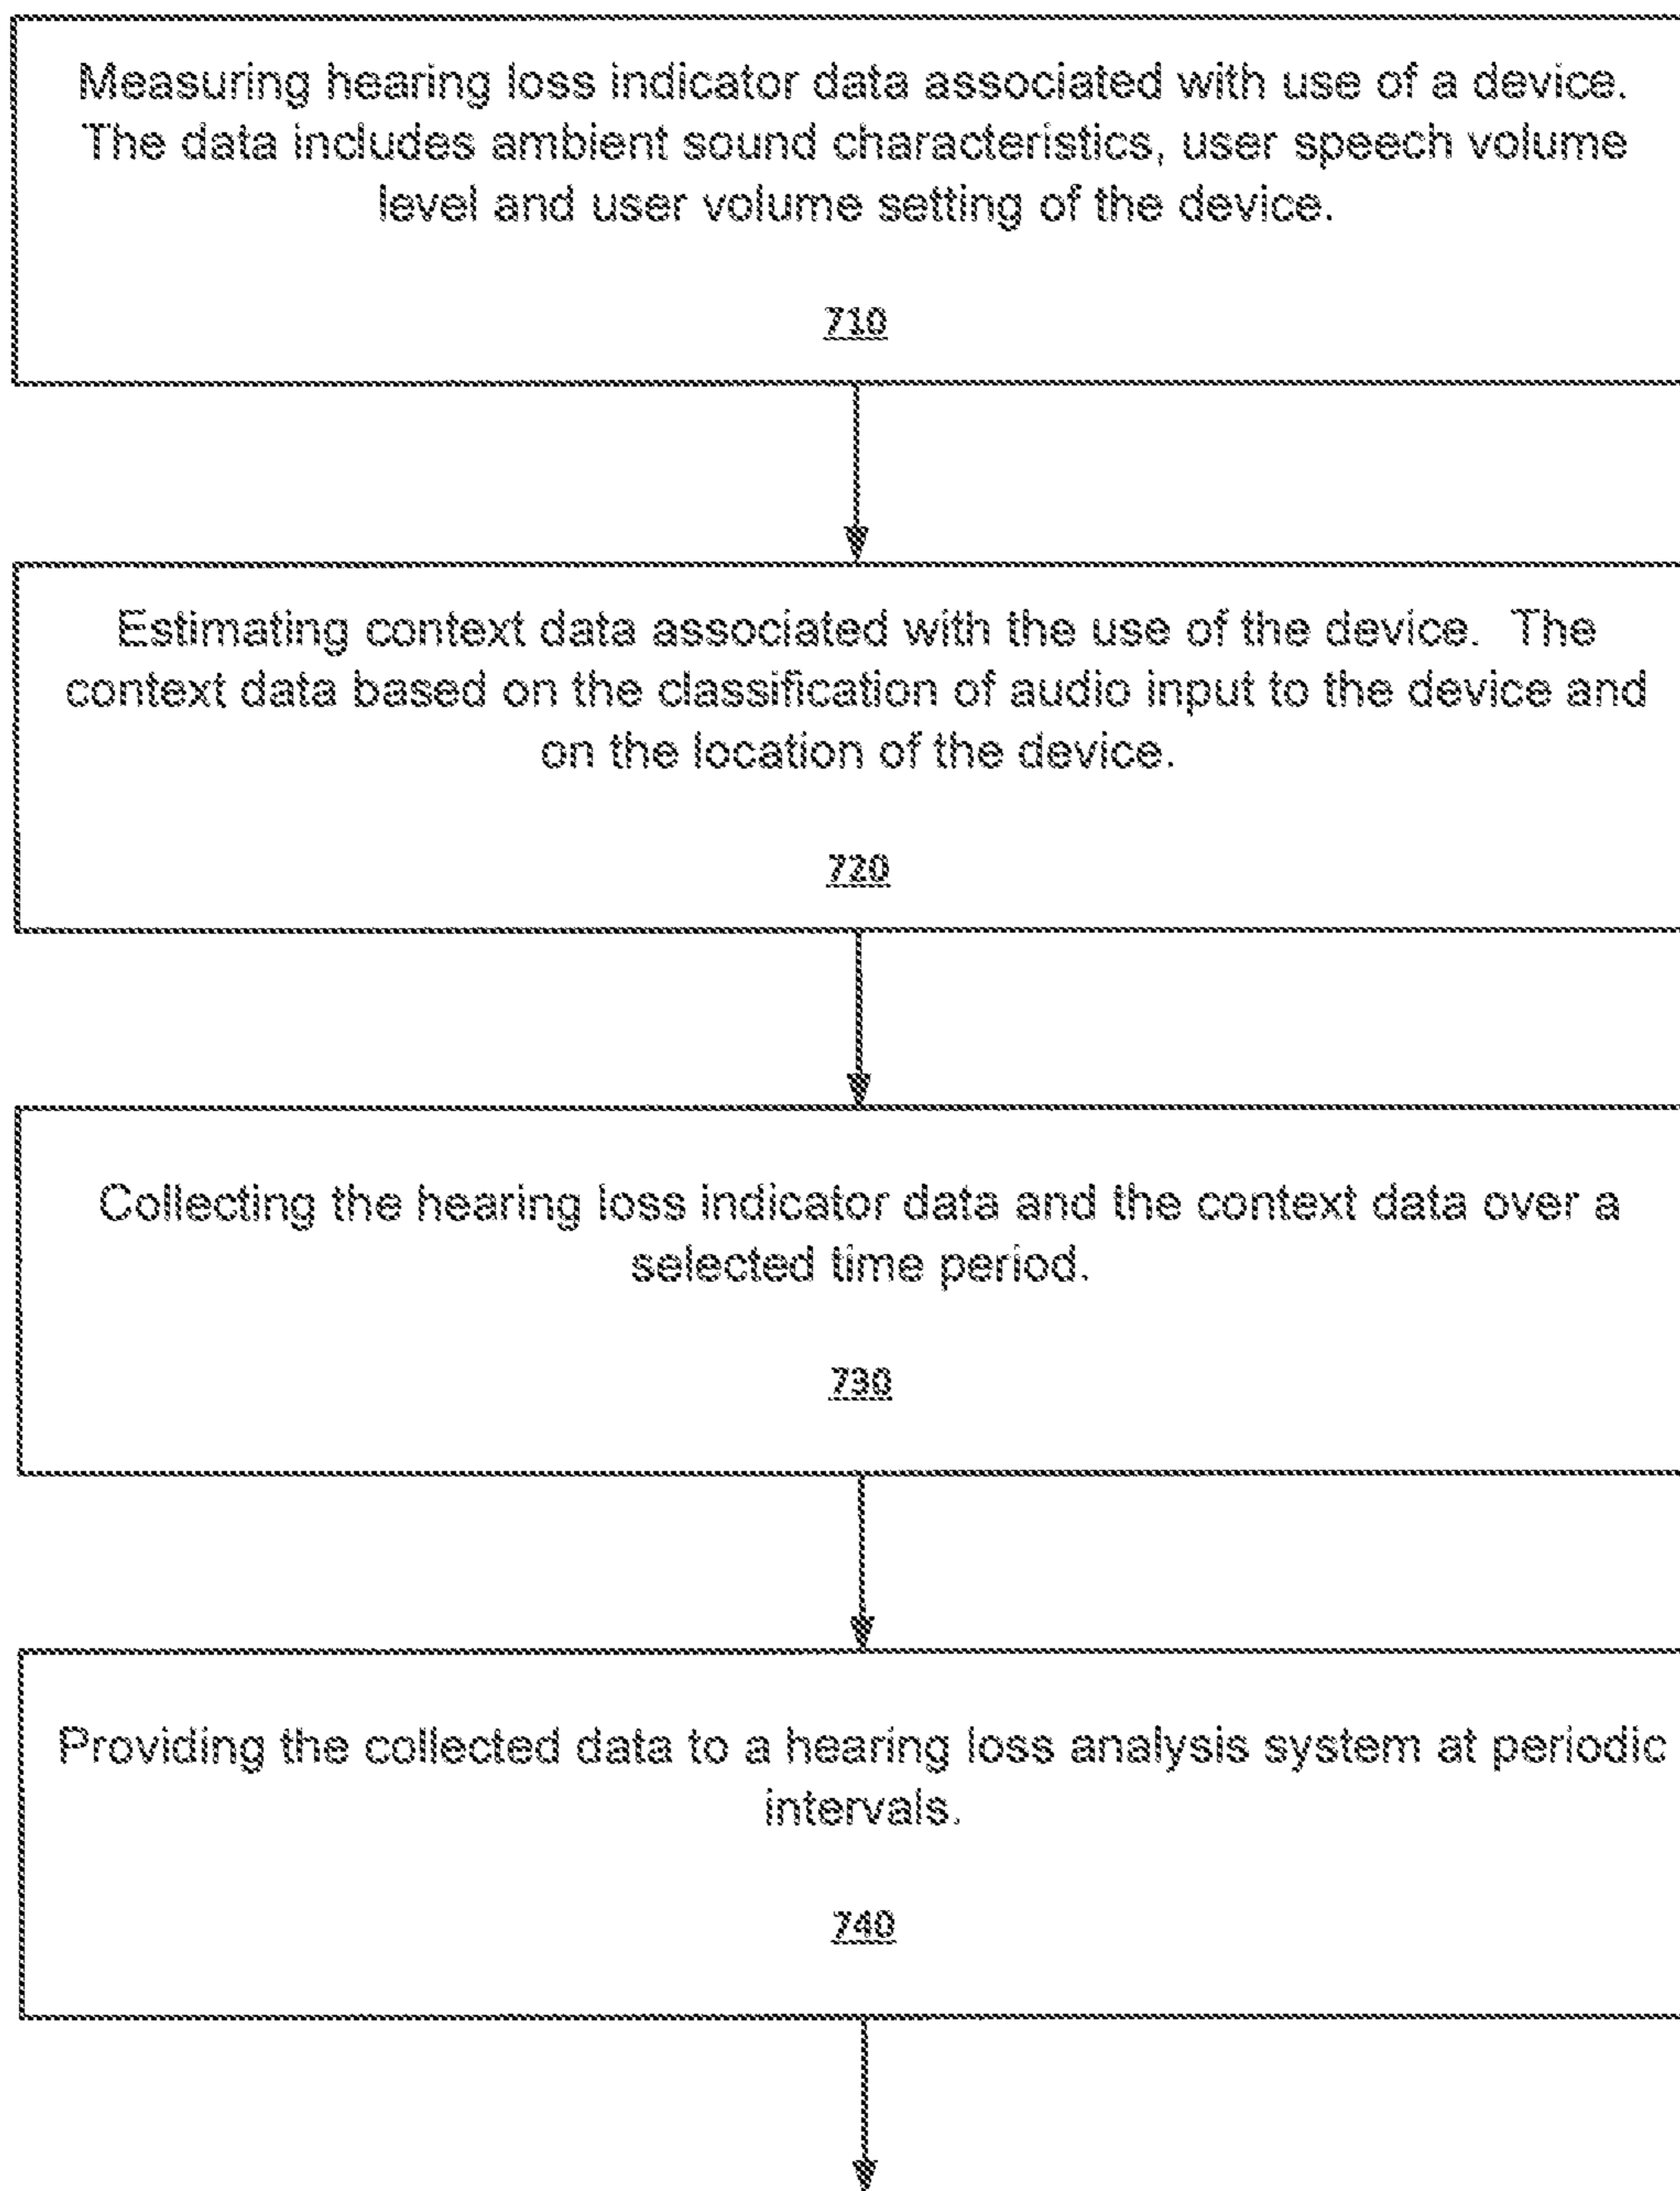 Measuring hearing loss indicator data associated with use of a device.
The data includes ambient sound characteristics, user speech volume
level and user volume setting of the device.
710
Estimating context data associated with the use of the device. The
context data based on the classification of audio input to the device and
on the location of the device.
720
Collecting the hearing loss indicator data and the context data over a
selected time period.
730
Providing the collected data to a hearing loss analysis system at periodic
intervals.
740